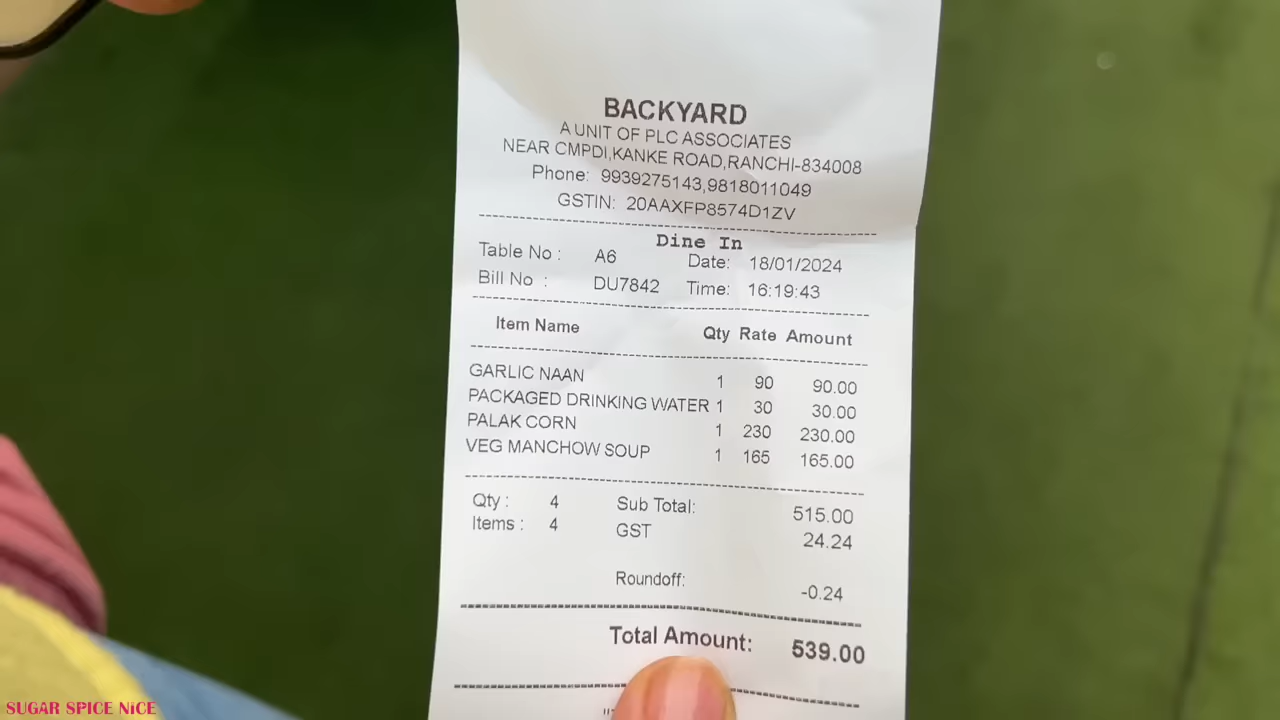 BACKYARD
A UNIT OF PLC ASSOCIATES
NEAR CMPDI,KANKE ROAD,RANCHI-834008
Phone: 9939275143,9818011049
GSTIN: 20AAXFP8574D1ZV
Dine In
Table No : A6 Date: 18/01/2024
Bill No : DU7842 Time: 16:19:43
Item Name Qty Rate Amount
GARLIC NAAN 1 90 90.00
PACKAGED DRINKING WATER 1 30 30.00
PALAK CORN 1 230 230.00
VEG MANCHOW SOUP 1 165 165.00
Qty : 4 Sub Total: 515.00
Items : 4 GST 24.24
Roundoff: -0.24
Total Amount: 539.00
SUGAR SPICE NiCE